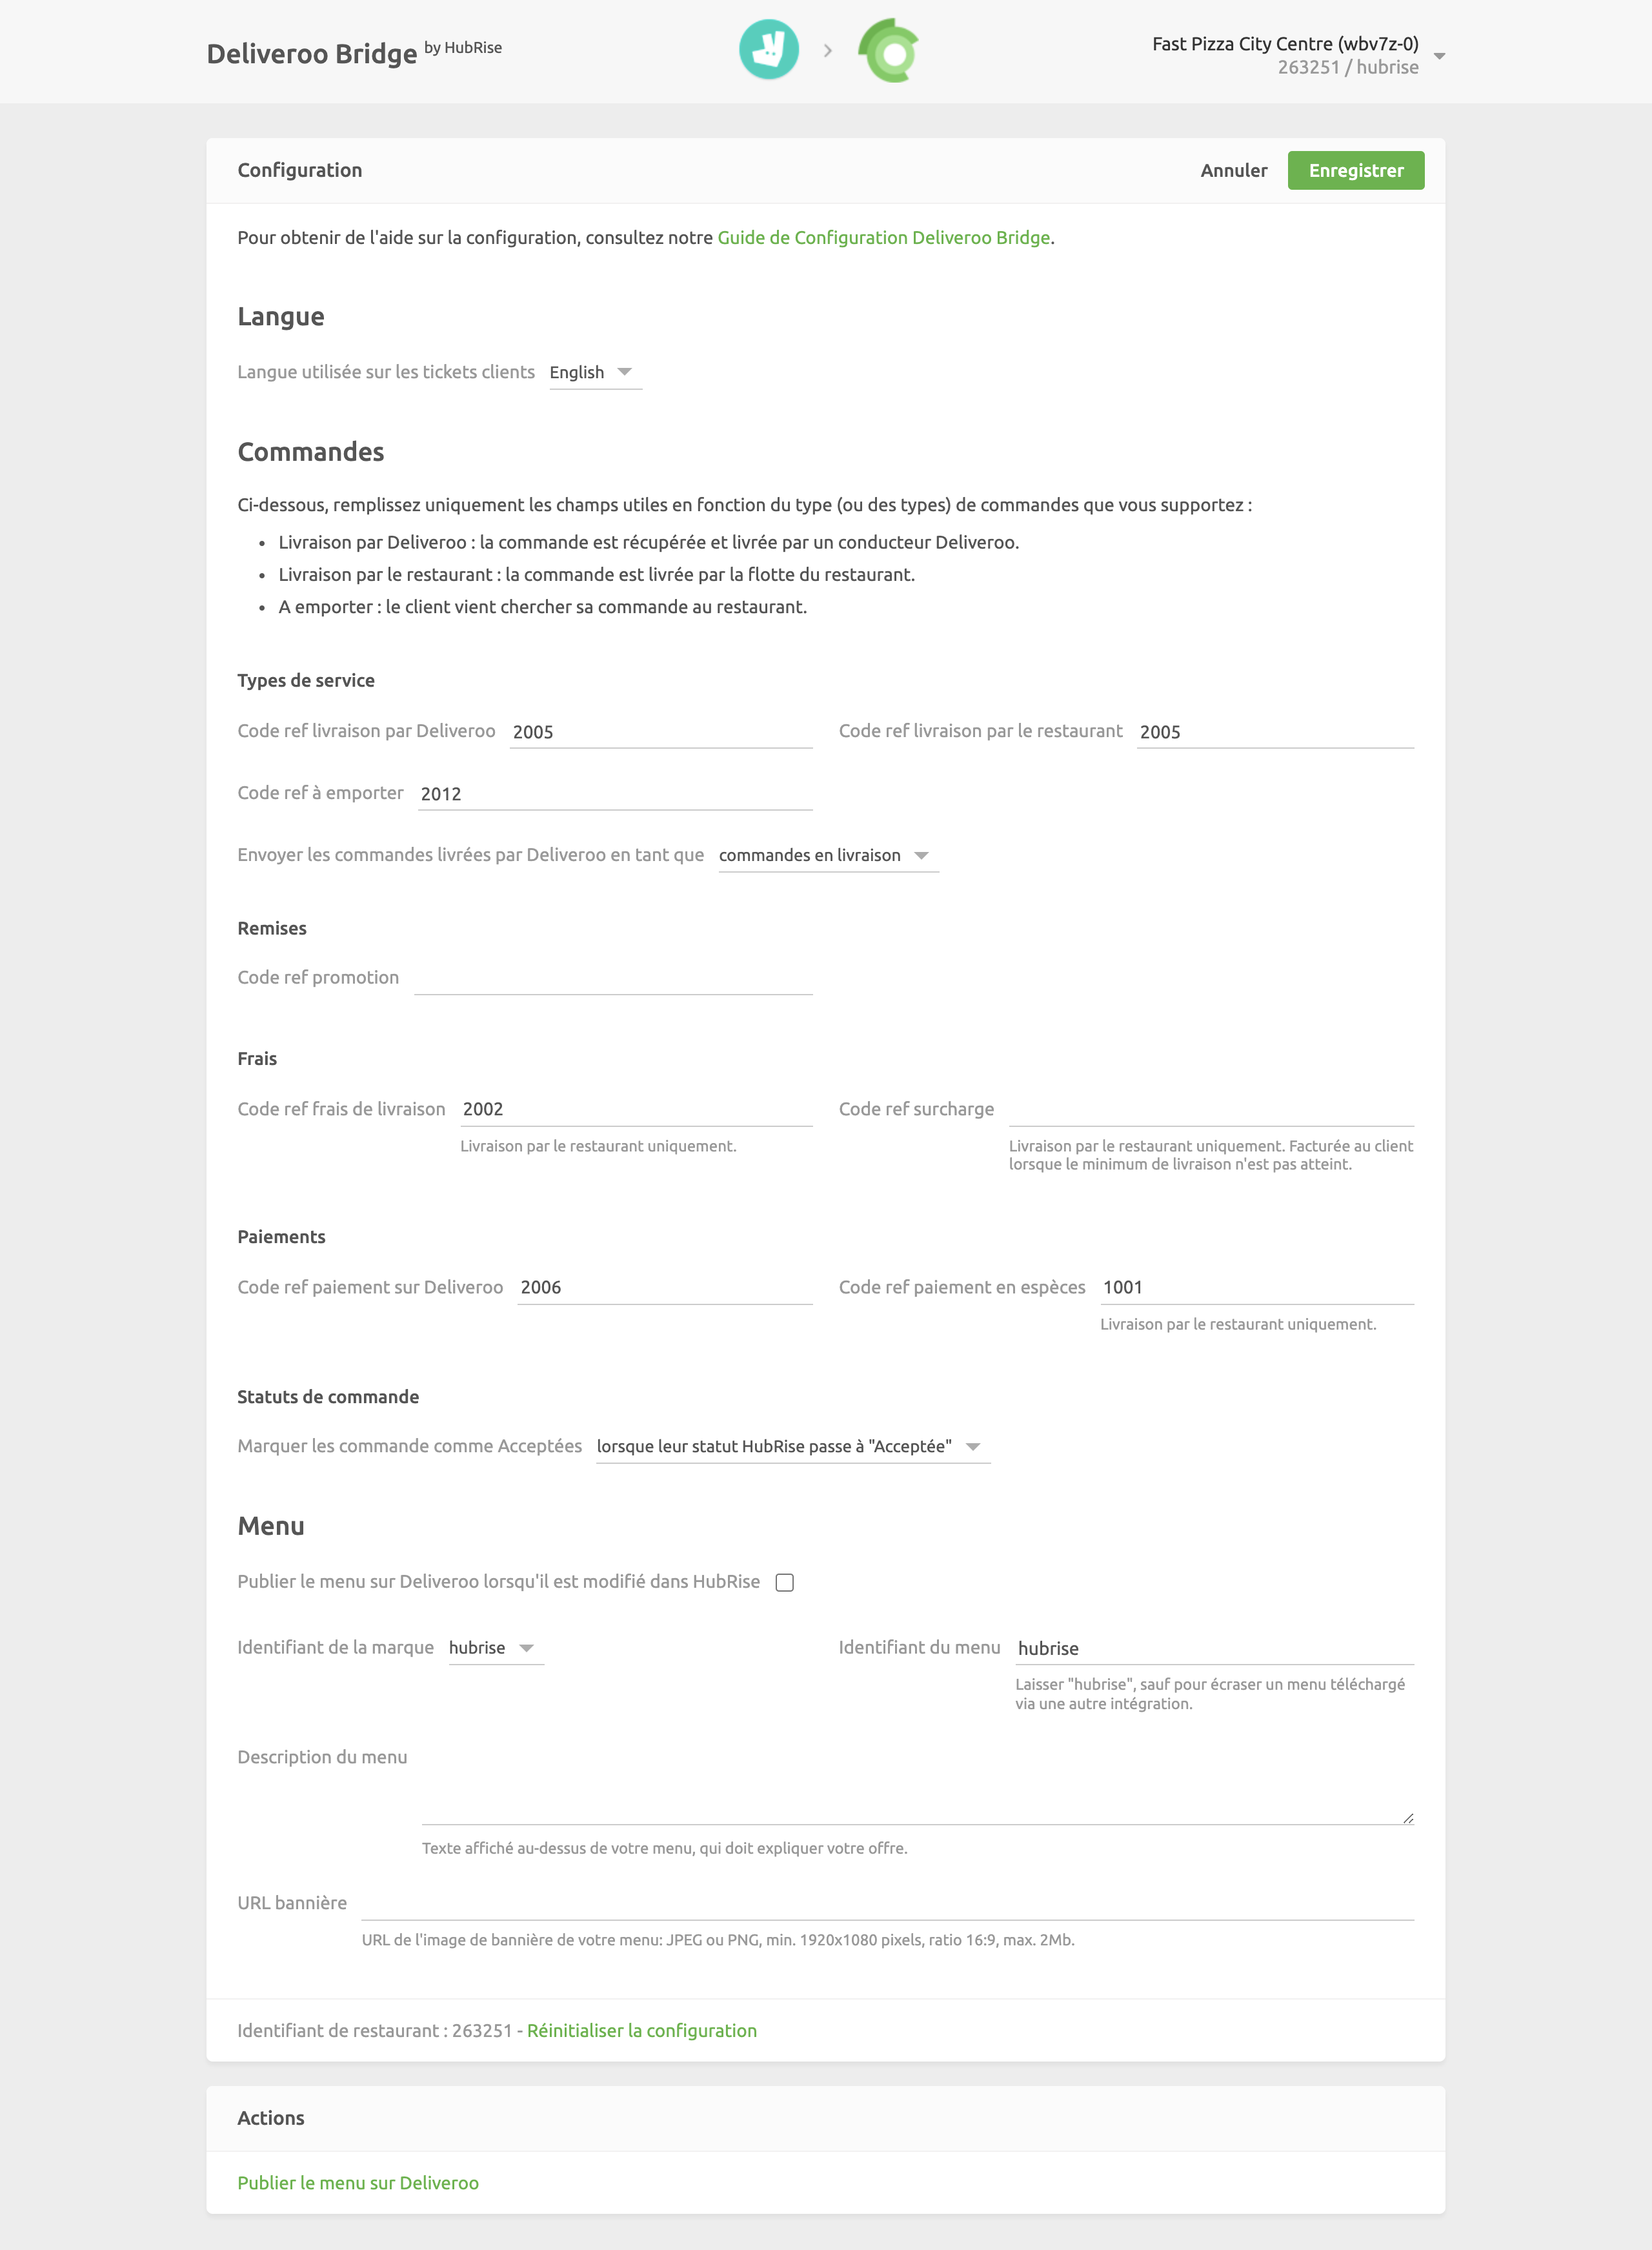 Deliveroo Bridge by HubRise
Fast Pizza City Centre (wbv7z-0)
263251 / hubrise
Configuration
Annuler
Enregistrer
Pour obtenir de l'aide sur la configuration, consultez notre Guide de Configuration Deliveroo Bridge.
Langue
Langue utilisée sur les tickets clients English
Commandes
Ci-dessous, remplissez uniquement les champs utiles en fonction du type (ou des types) de commandes que vous supportez :
• Livraison par Deliveroo : la commande est récupérée et livrée par un conducteur Deliveroo.
• Livraison par le restaurant : la commande est livrée par la flotte du restaurant.
• A emporter : le client vient chercher sa commande au restaurant.
Types de service
Code ref livraison par Deliveroo 2005
Code ref livraison par le restaurant 2005
Code ref à emporter 2012
Envoyer les commandes livrées par Deliveroo en tant que commandes en livraison
Remises
Code ref promotion
Frais
Code ref frais de livraison 2002
Livraison par le restaurant uniquement.
Code ref surcharge
Livraison par le restaurant uniquement. Facturée au client
lorsque le minimum de livraison n'est pas atteint.
Paiements
Code ref paiement sur Deliveroo 2006
Code ref paiement en espèces 1001
Livraison par le restaurant uniquement.
Statuts de commande
Marquer les commande comme Acceptées lorsque leur statut HubRise passe à "Acceptée"
Menu
Publier le menu sur Deliveroo lorsqu'il est modifié dans HubRise
Identifiant de la marque hubrise
Identifiant du menu hubrise
Laisser "hubrise", sauf pour écraser un menu téléchargé
via une autre intégration.
Description du menu
Texte affiché au-dessus de votre menu, qui doit expliquer votre offre.
URL bannière
URL de l'image de bannière de votre menu: JPEG ou PNG, min. 1920x1080 pixels, ratio 16:9, max. 2Mb.
Identifiant de restaurant : 263251 - Réinitialiser la configuration
Actions
Publier le menu sur Deliveroo